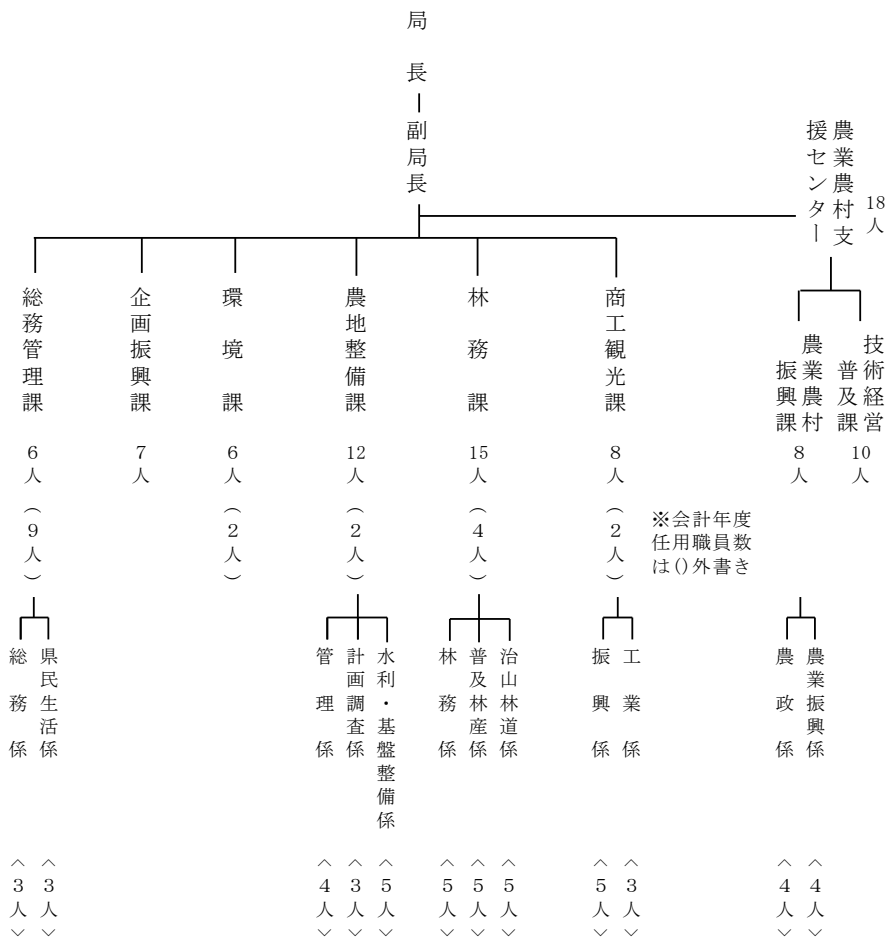 局長
副局長
農業農村支
援センター
18人
総務管理課
6人(9人)
企画振興課
7人
環境課
6人(2人)
農地整備課
12人(2人)
林務課
15人(4人)
商工観光課
8人(2人)
農業農村
振興課
8人
技術経営
普及課
10人
※会計年度
任用職員数
は()外書き
総務係
〈3人〉
県民生活係
〈3人〉
管理係
〈4人〉
計画調査係
〈3人〉
水利・基盤整備係
〈5人〉
林務係
〈5人〉
普及林産係
〈5人〉
治山林道係
〈5人〉
振興係
〈5人〉
工業係
〈3人〉
農政係
〈4人〉
農業振興係
〈4人〉